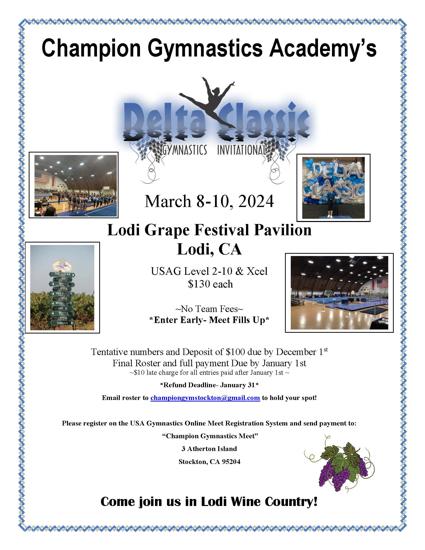 Champion Gymnastics Academy's
Delta Classic
GYMNASTICS INVITATIONAL
DELTA
CLASSIC
March 8-10, 2024
Lodi Grape Festival Pavilion
Lodi, CA
USAG Level 2-10 & Xcel
$130 each
~No Team Fees~
*Enter Early- Meet Fills Up*
Tentative numbers and Deposit of $100 due by December 1st
Final Roster and full payment Due by January 1st
~$10 late charge for all entries paid after January 1st ~
*Refund Deadline- January 31*
Email roster to championgymstockton@gmail.com to hold your spot!
Please register on the USA Gymnastics Online Meet Registration System and send payment to:
"Champion Gymnastics Meet"
3 Atherton Island
Stockton, CA 95204
Come join us in Lodi Wine Country!